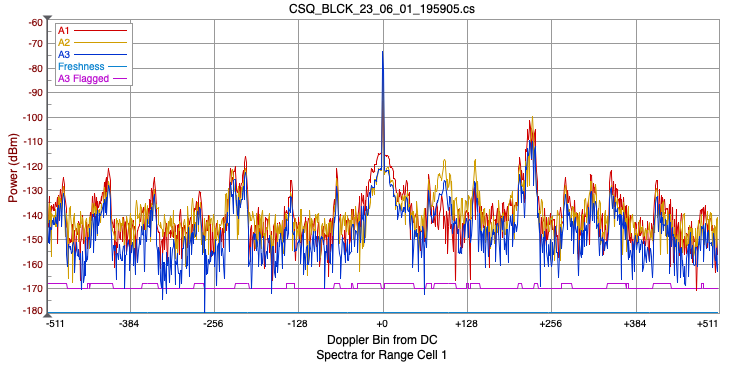 CSQ_BLCK_23_06_01_195905.cs
-60
-70
-80
-90
-100
-110
-120
-130
-140
-150
-160
-170
-180
Power (dBm)
A1
A2
A3
Freshness
A3 Flagged
-511 -384 -256 -128 +0 +128 +256 +384 +511
Doppler Bin from DC
Spectra for Range Cell 1